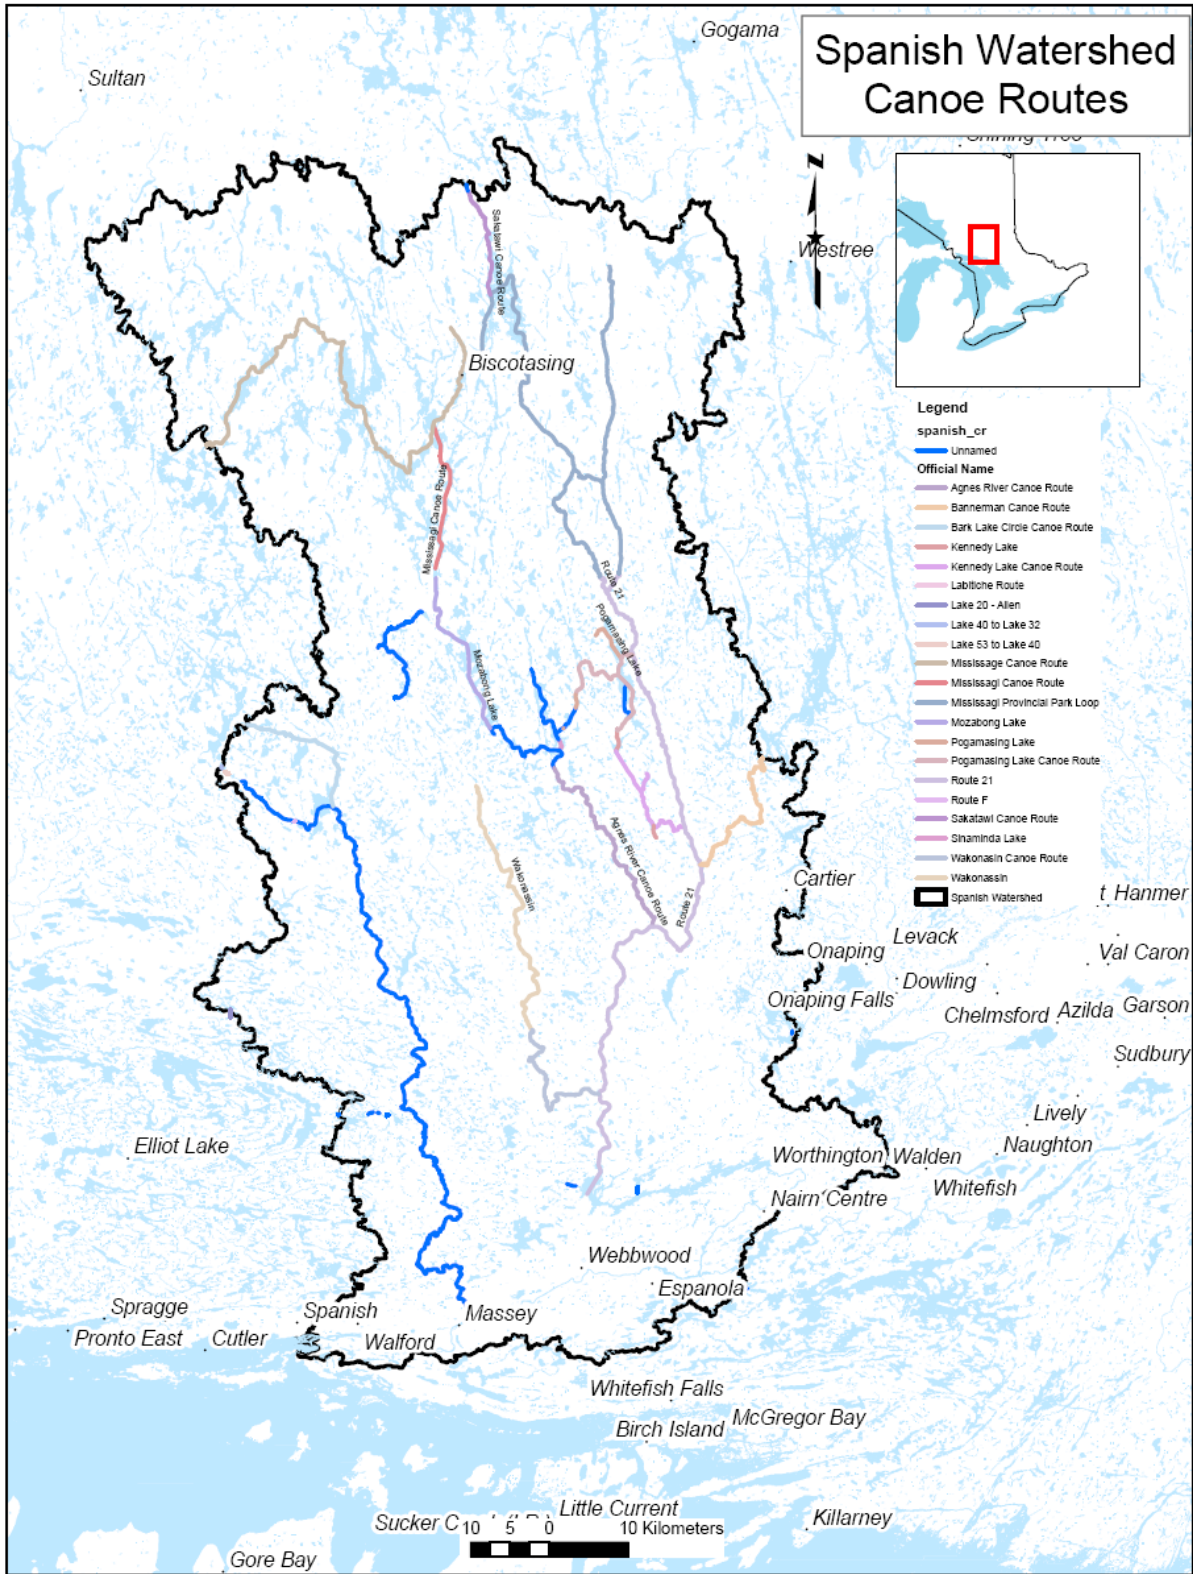 Gogama
Spanish Watershed
Canoe Routes
Sultan
N
Westree
Sakatawi Canoe Route
Biscotasing
Legend
spanish_cr
Unnamed
Official Name
Agnes River Canoe Route
Bannerman Canoe Route
Bark Lake Circle Canoe Route
Kennedy Lake
Kennedy Lake Canoe Route
Labitiche Route
Lake 20 - Allen
Lake 40 to Lake 32
Lake 53 to Lake 40
Mississage Canoe Route
Mississagi Canoe Route
Mississagi Provincial Park Loop
Mozabong Lake
Pogamasing Lake
Pogamasing Lake Canoe Route
Route 21
Route F
Sakatawi Canoe Route
Sinaminda Lake
Wakonasin Canoe Route
Wakonassin
Spanish Watershed
Mississagi Canoe Route
Route 21
Pogamasing Lake
Mozabong Lake
Agnes River Canoe Route
Wakonassin
Route 21
Cartier
t Hanmer
Levack
Onaping
Val Caron
Dowling
Onaping Falls
Chelmsford
Azilda
Garson
Sudbury
Lively
Elliot Lake
Naughton
Worthington
Walden
Whitefish
Nairn Centre
Webbwood
Espanola
Spragge
Spanish
Massey
Pronto East
Cutler
Walford
Whitefish Falls
McGregor Bay
Birch Island
Little Current
Killarney
Sucker C
10 5 0 10 Kilometers
Gore Bay